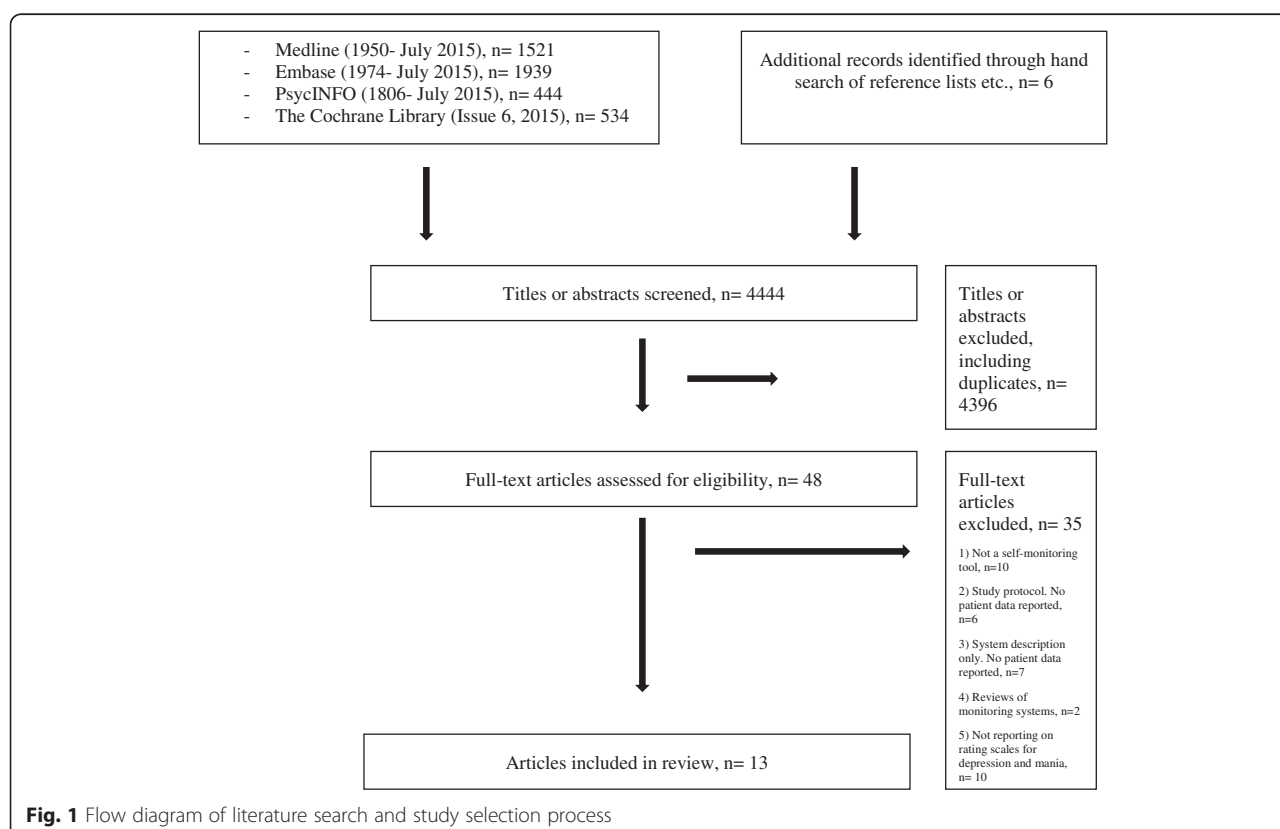 - Medline (1950- July 2015), n= 1521
- Embase (1974- July 2015), n= 1939
- PsycINFO (1806- July 2015), n= 444
- The Cochrane Library (Issue 6, 2015), n= 534
Additional records identified through hand
search of reference lists etc., n= 6
Titles or abstracts screened, n= 4444
Titles or
abstracts
excluded,
including
duplicates, n=
4396
Full-text articles assessed for eligibility, n= 48
Full-text
articles
excluded, n= 35
1) Not a self-monitoring
tool, n=10
2) Study protocol. No
patient data reported,
n=6
3) System description
only. No patient data
reported, n=7
4) Reviews of
monitoring systems, n=2
5) Not reporting on
rating scales for
depression and mania,
n= 10
Articles included in review, n= 13
Fig. 1 Flow diagram of literature search and study selection process